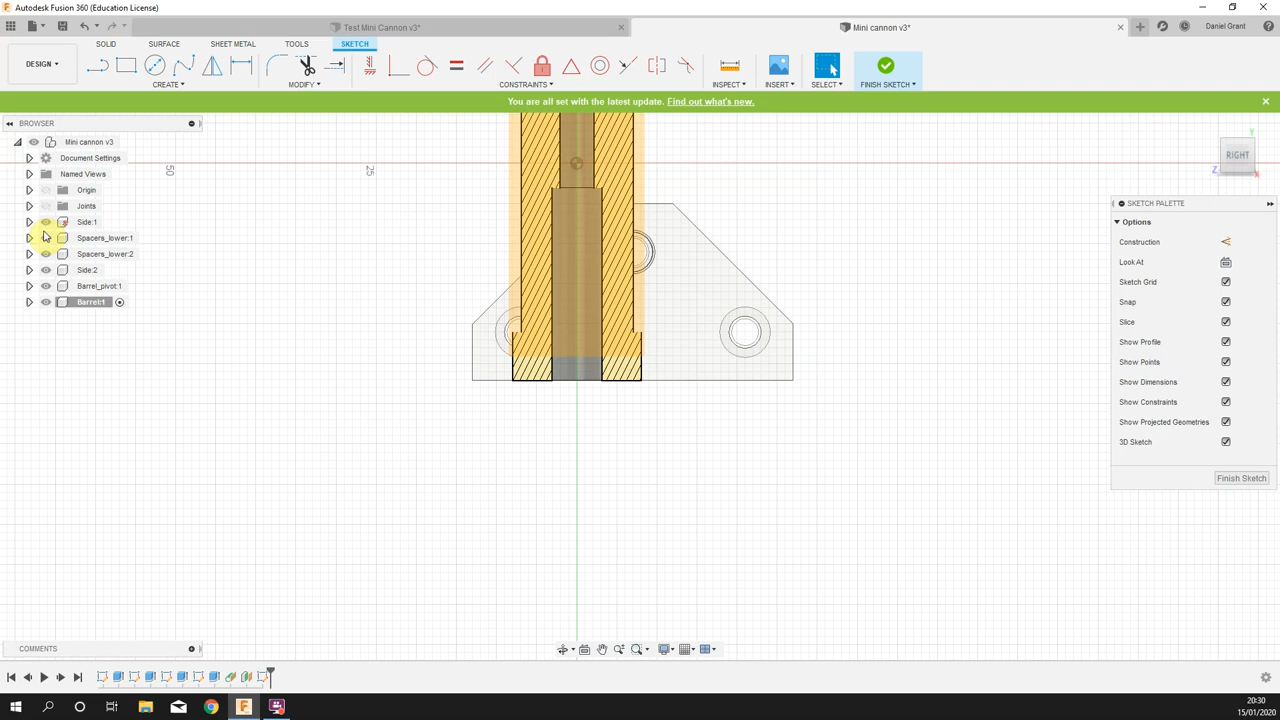 Autodesk Fusion 360 (Education License)
Test Mini Cannon v3*
Mini cannon v3*
Daniel Grant
DESIGN
SOLID
SURFACE
SHEET METAL
TOOLS
SKETCH
CREATE
MODIFY
CONSTRAINTS
INSPECT
INSERT
SELECT
FINISH SKETCH
You are all set with the latest update. Find out what's new.
BROWSER
Mini cannon v3
Document Settings
Named Views
Origin
Joints
Side:1
Spacers_lower:1
Spacers_lower:2
Side:2
Barrel_pivot:1
Barrel:1
50
25
Y
RIGHT
Z
X
SKETCH PALETTE
Options
Construction
Look At
Sketch Grid
Snap
Slice
Show Profile
Show Points
Show Dimensions
Show Constraints
Show Projected Geometries
3D Sketch
Finish Sketch
COMMENTS
20:30
15/01/2020